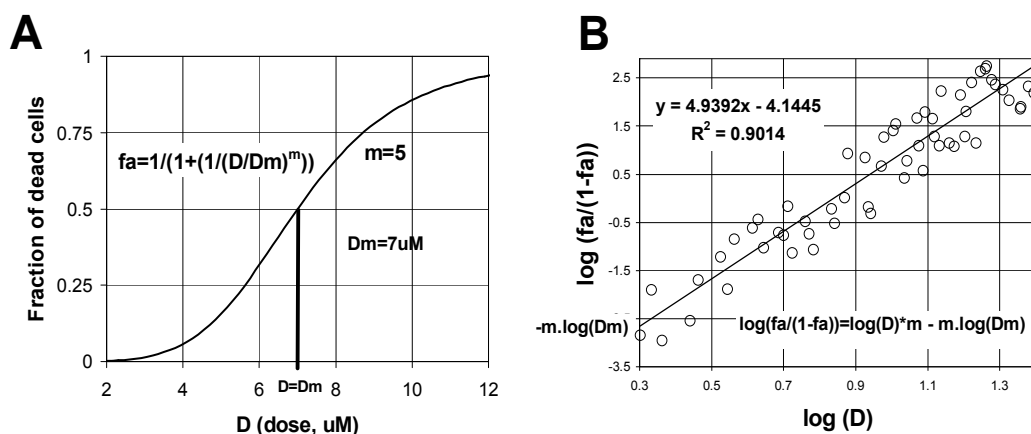 A
Fraction of dead cells
1
0.75
0.5
0.25
0
fa=1/(1+(1/(D/Dm)^m))
m=5
Dm=7uM
2
4
6
8
10
12
D=Dm
D (dose, uM)
B
log (fa/(1-fa))
2.5
1.5
0.5
-0.5
-1.5
-3.5
y = 4.9392x - 4.1445
R² = 0.9014
-m.log(Dm)
log(fa/(1-fa))=log(D)*m - m.log(Dm)
0.3
0.5
0.7
0.9
1.1
1.3
log (D)